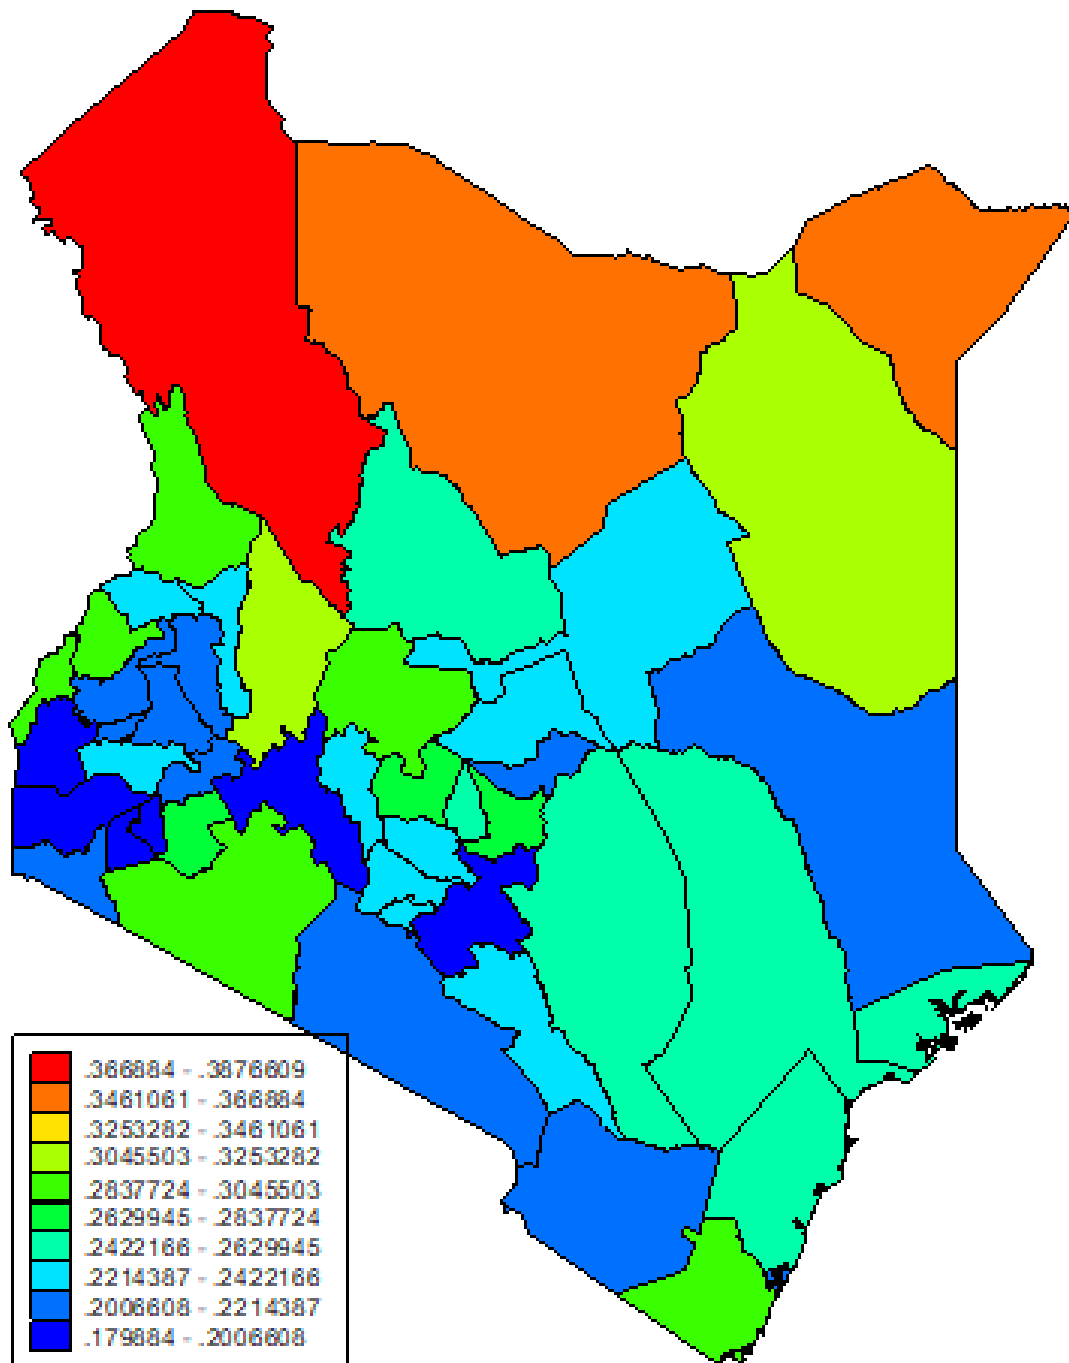 .366884 - .3876609
.3461061 - .366884
.3253282 - .3461061
.3045503 - .3253282
.2837724 - .3045503
.2629945 - .2837724
.2422166 - .2629945
.2214387 - .2422166
.2006608 - .2214387
.179884 - .2006608